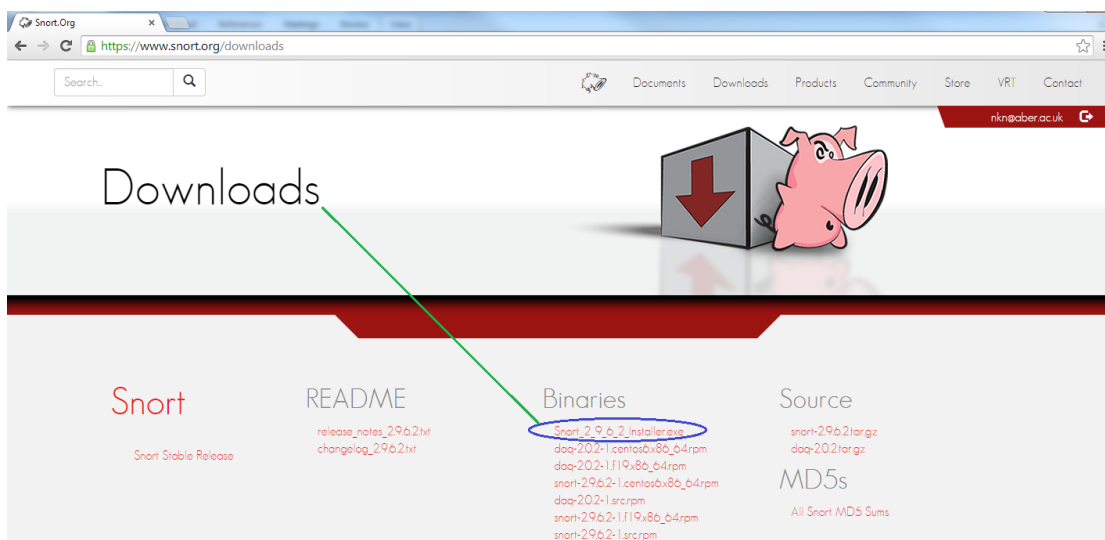 Snort.Org
https://www.snort.org/downloads
Search..
Documents Downloads Products Community Store VRT Contact
nkn@aber.ac.uk
Downloads
Snort
Snort Stable Release
README
release_notes_2.9.6.2.txt
changelog_2.9.6.2.txt
Binaries
Snort_2_9_6_2_Installer.exe
daq-2.0.2-1.centos6.x86_64.rpm
daq-2.0.2-1.f19.x86_64.rpm
snort-2.9.6.2-1.centos6.x86_64.rpm
daq-2.0.2-1.src.rpm
snort-2.9.6.2-1.f19.x86_64.rpm
snort-2.9.6.2-1.src.rpm
Source
snort-2.9.6.2.tar.gz
daq-2.0.2.tar.gz
MD5s
All Snort MD5 Sums